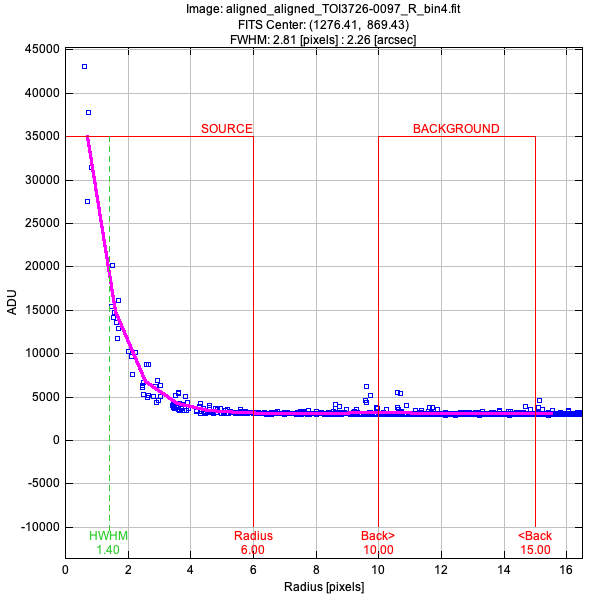 Image: aligned_aligned_TOI3726-0097_R_bin4.fit
FITS Center: (1276.41, 869.43)
FWHM: 2.81 [pixels] : 2.26 [arcsec]
45000
40000
35000
30000
25000
20000
15000
10000
5000
0
-5000
-10000
ADU
SOURCE
BACKGROUND
HWHM
1.40
Radius
6.00
Back>
10.00
<Back
15.00
0 2 4 6 8 10 12 14 16
Radius [pixels]